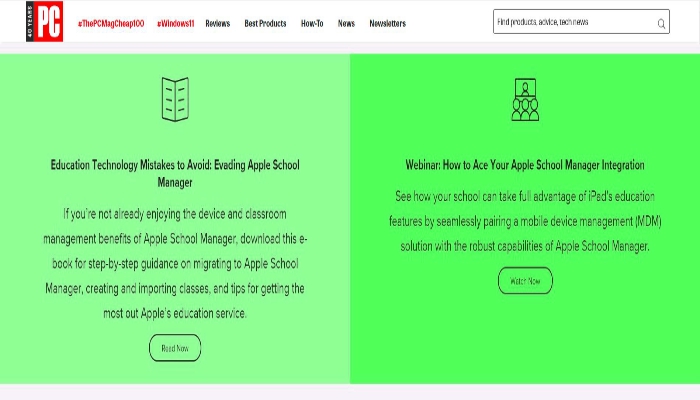 40 YEARS
PC
#ThePCMagCheap100 #Windows11 Reviews Best Products How-To News Newsletters
Find products, advice, tech news
Education Technology Mistakes to Avoid: Evading Apple School
Manager
If you're not already enjoying the device and classroom
management benefits of Apple School Manager, download this e-
book for step-by-step guidance on migrating to Apple School
Manager, creating and importing classes, and tips for getting the
most out Apple's education service.
Read Now
Webinar: How to Ace Your Apple School Manager Integration
See how your school can take full advantage of iPad's education
features by seamlessly pairing a mobile device management (MDM)
solution with the robust capabilities of Apple School Manager.
Watch Now